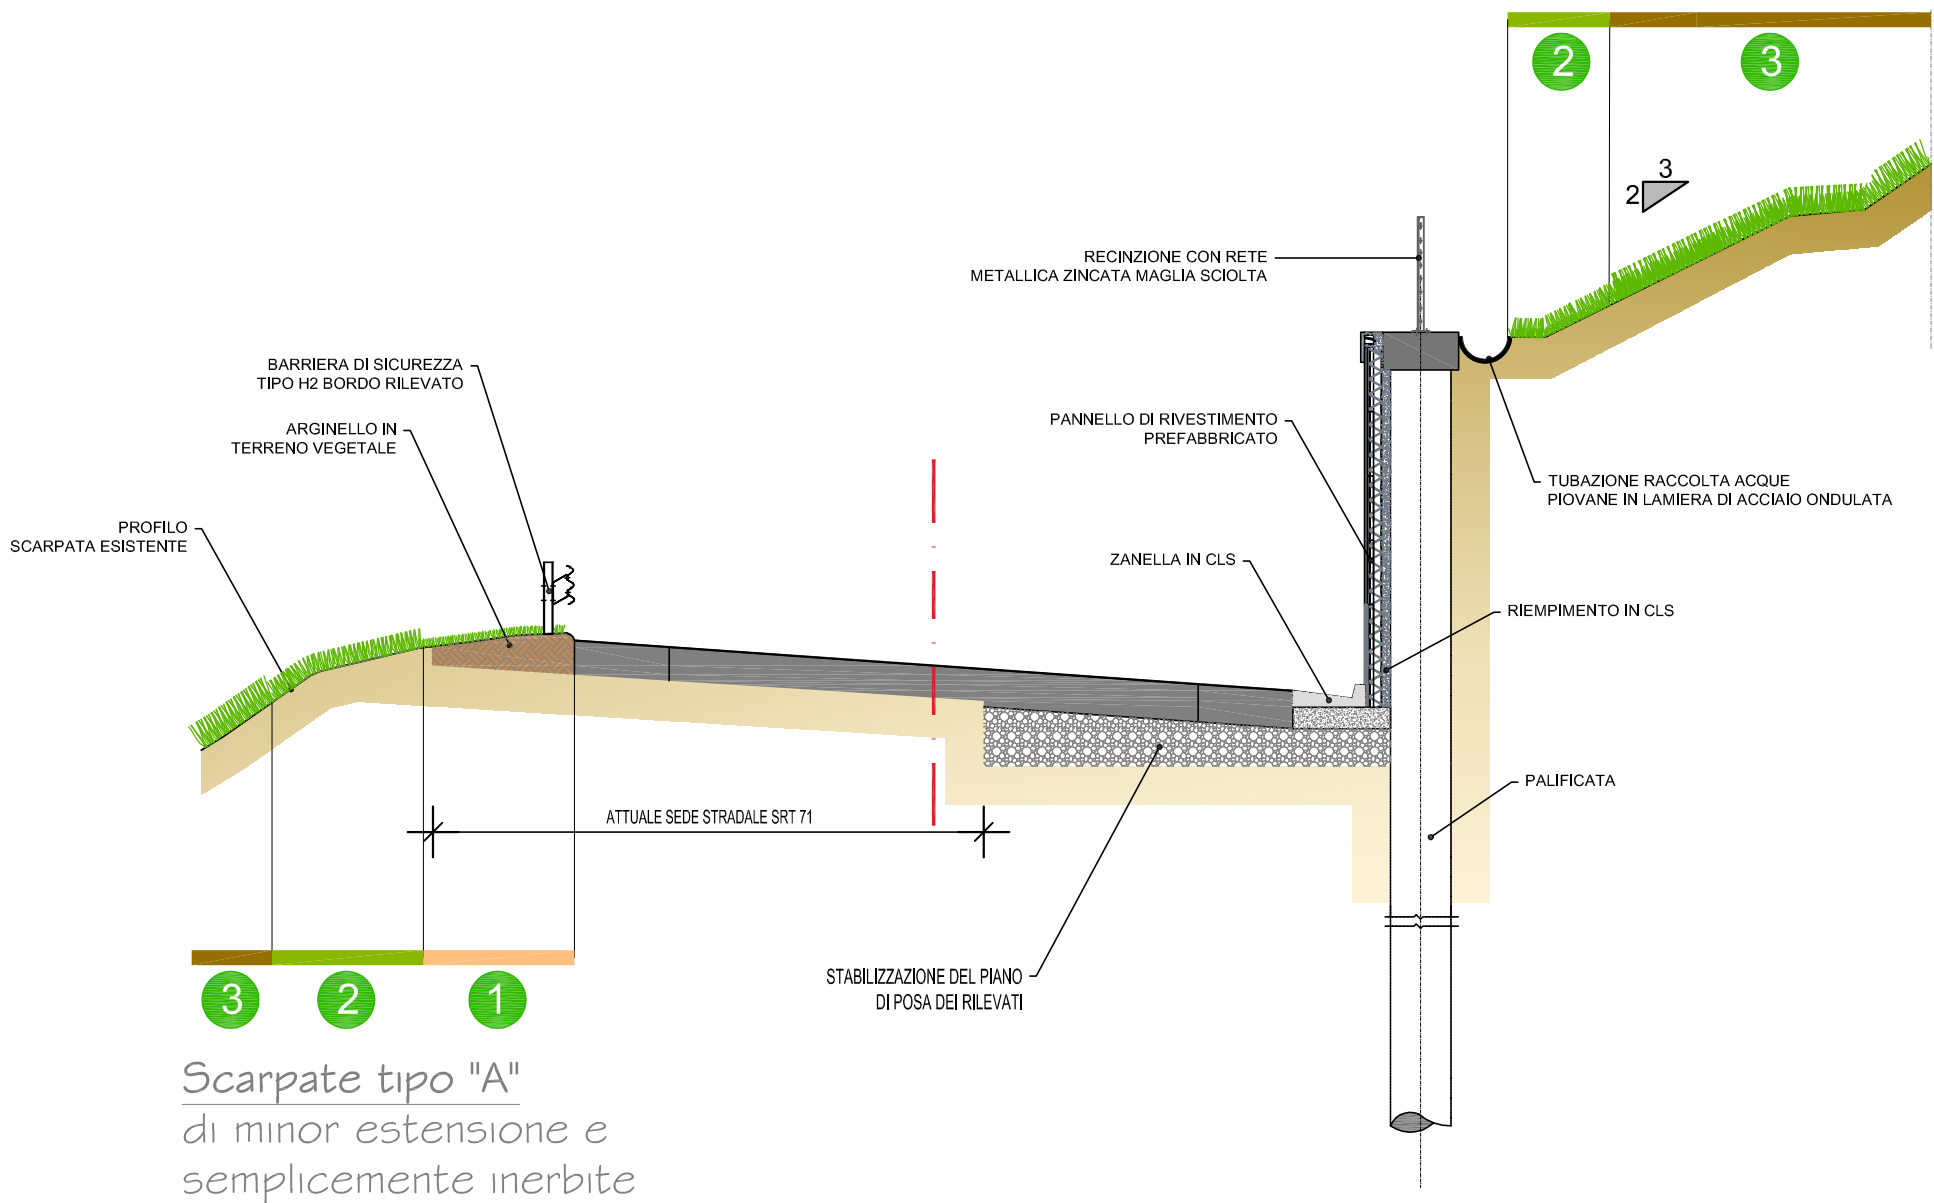 2
3
3
2
RECINZIONE CON RETE
METALLICA ZINCATA MAGLIA SCIOLTA
BARRIERA DI SICUREZZA
TIPO H2 BORDO RILEVATO
ARGINELLO IN
TERRENO VEGETALE
PANNELLO DI RIVESTIMENTO
PREFABBRICATO
TUBAZIONE RACCOLTA ACQUE
PIOVANE IN LAMIERA DI ACCIAIO ONDULATA
PROFILO
SCARPATA ESISTENTE
ZANELLA IN CLS
RIEMPIMENTO IN CLS
PALIFICATA
ATTUALE SEDE STRADALE SRT 71
STABILIZZAZIONE DEL PIANO
DI POSA DEI RILEVATI
3
2
1
Scarpate tipo "A"
di minor estensione e
semplicemente inerbite